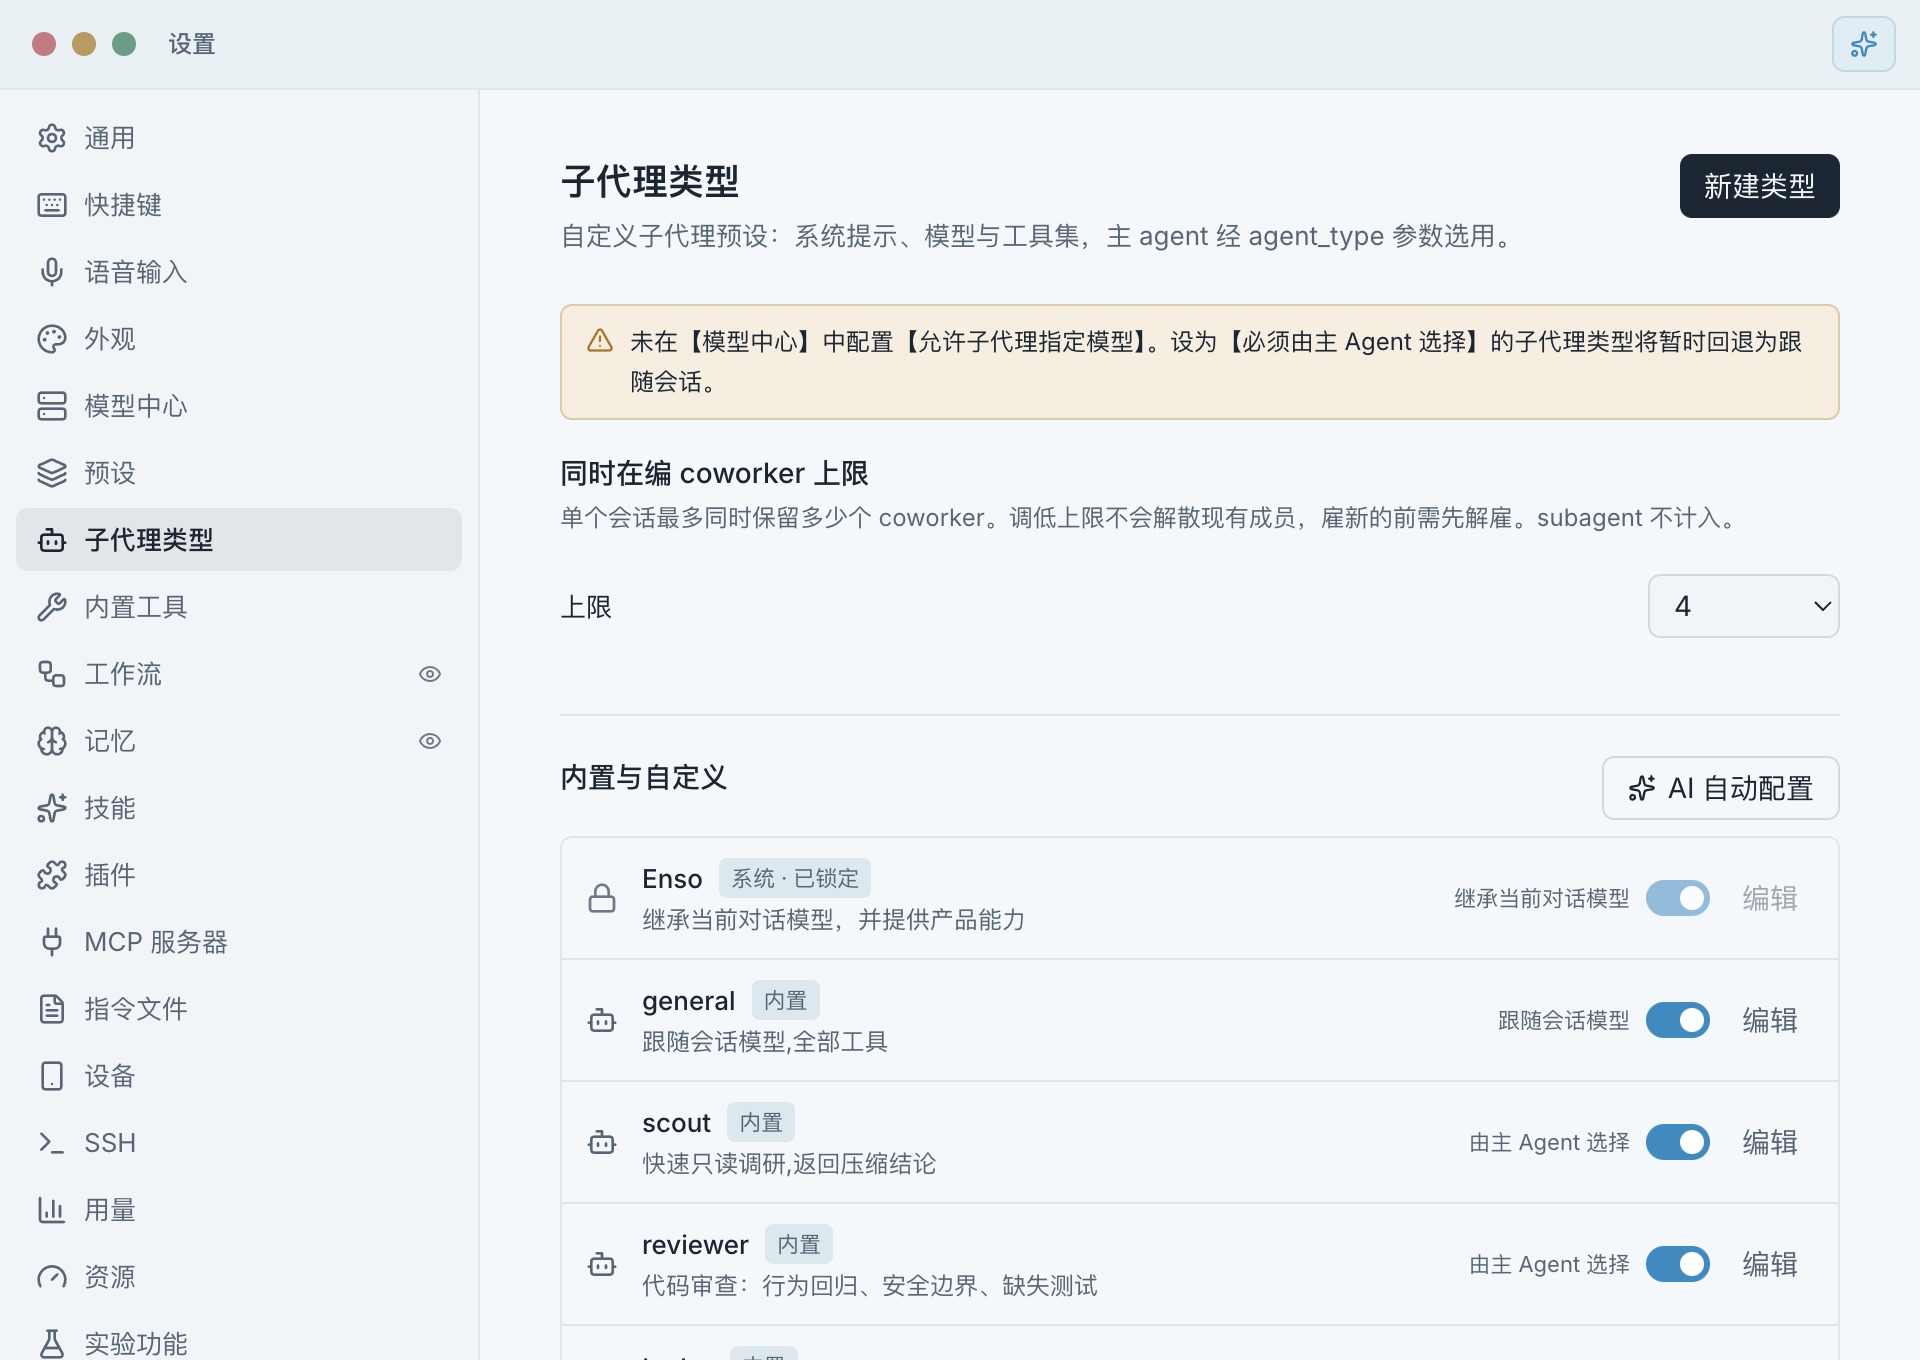 设置
通用
快捷键
语音输入
外观
模型中心
预设
子代理类型
内置工具
工作流
记忆
技能
插件
MCP 服务器
指令文件
设备
SSH
用量
资源
实验功能
子代理类型
新建类型
自定义子代理预设：系统提示、模型与工具集，主 agent 经 agent_type 参数选用。
未在【模型中心】中配置【允许子代理指定模型】。设为【必须由主 Agent 选择】的子代理类型将暂时回退为跟
随会话。
同时在编 coworker 上限
单个会话最多同时保留多少个 coworker。调低上限不会解散现有成员，雇新的前需先解雇。subagent 不计入。
上限
4
内置与自定义
AI 自动配置
Enso 系统 · 已锁定
继承当前对话模型，并提供产品能力
继承当前对话模型 编辑
general 内置
跟随会话模型,全部工具
跟随会话模型 编辑
scout 内置
快速只读调研,返回压缩结论
由主 Agent 选择 编辑
reviewer 内置
代码审查：行为回归、安全边界、缺失测试
由主 Agent 选择 编辑